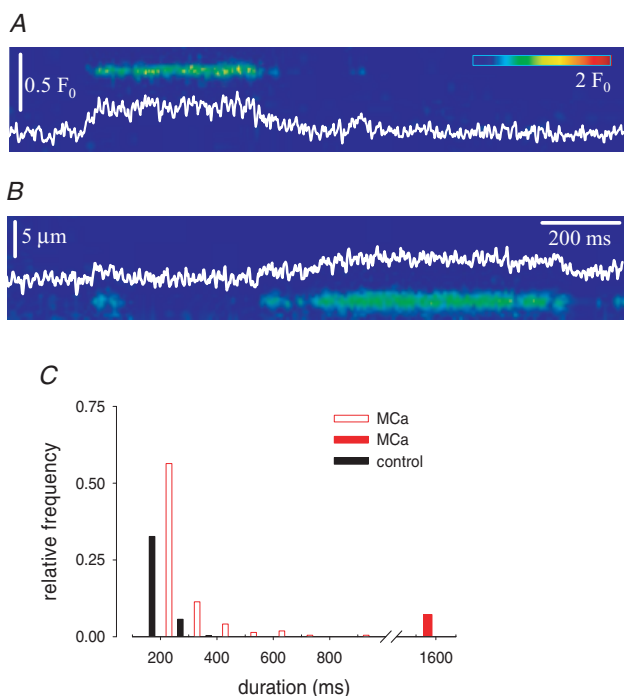 A
0.5 F₀
2 F₀
B
5 µm
200 ms
C
0.75
0.50
0.25
0.00
relative frequency
MCa
MCa
control
200
400
600
800
1600
duration (ms)